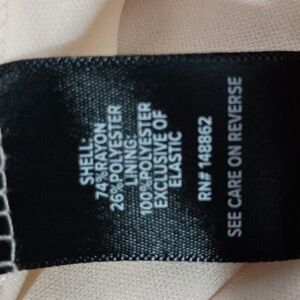 SHELL:
74%RAYON
26%POLYESTER
LINING:
100%POLYESTER
EXCLUSIVE OF
ELASTIC
RN# 148862
SEE CARE ON REVERSE